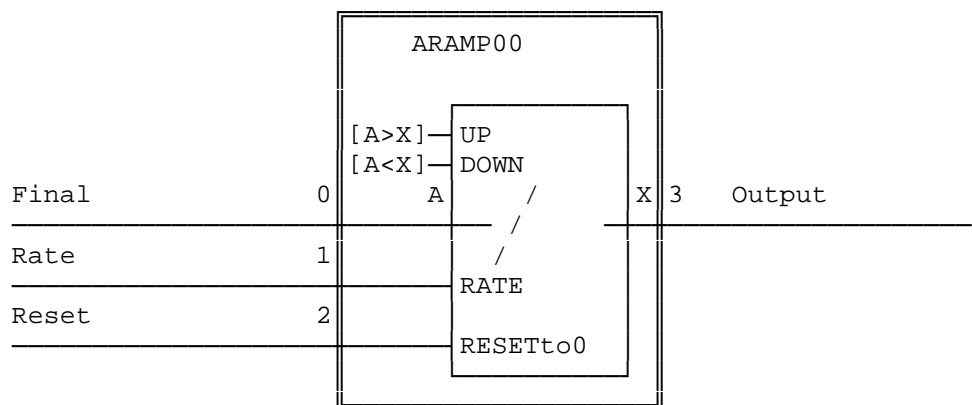 ARAMP00
[A>X] UP
[A<X] DOWN
Final 0 A / X 3 Output
/
Rate 1 /
RATE
Reset 2
RESETto0